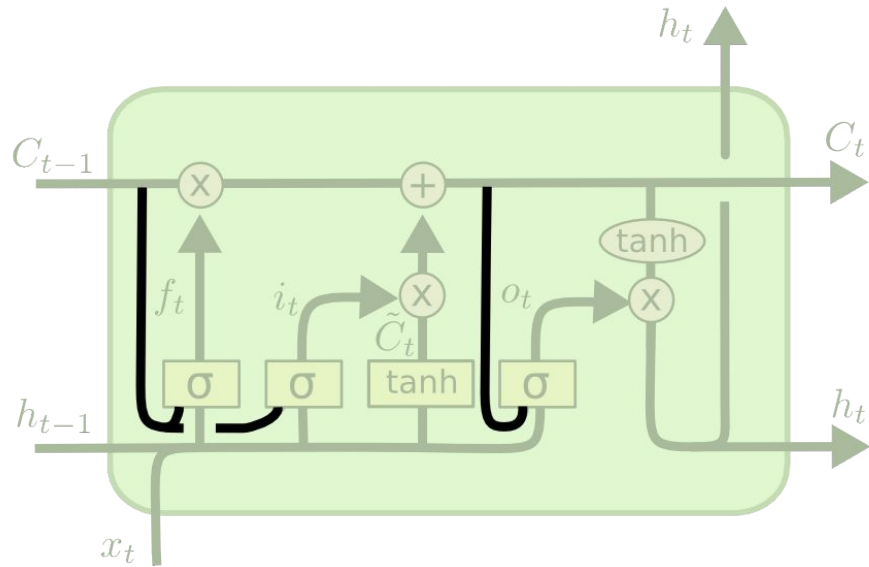 h_t
C_{t-1}
x
+
C_t
tanh
f_t
i_t
x
o_t
x
C̃_t
σ
σ
tanh
σ
h_{t-1}
h_t
x_t